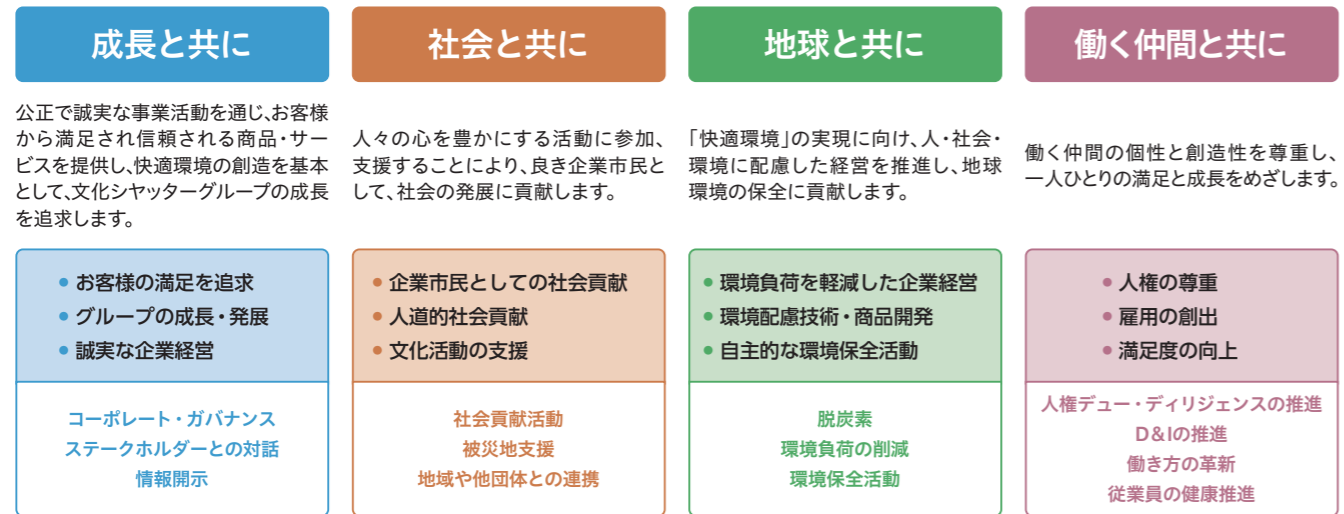 成長と共に
公正で誠実な事業活動を通じ、お客様
から満足され信頼される商品・サー
ビスを提供し、快適環境の創造を基本
として、文化シヤッターグループの成長
を追求します。
• お客様の満足を追求
• グループの成長・発展
• 誠実な企業経営
コーポレート・ガバナンス
ステークホルダーとの対話
情報開示
社会と共に
人々の心を豊かにする活動に参加、
支援することにより、良き企業市民と
して、社会の発展に貢献します。
• 企業市民としての社会貢献
• 人道的社会貢献
• 文化活動の支援
社会貢献活動
被災地支援
地域や他団体との連携
地球と共に
「快適環境」の実現に向け、人・社会・
環境に配慮した経営を推進し、地球
環境の保全に貢献します。
• 環境負荷を軽減した企業経営
• 環境配慮技術・商品開発
• 自主的な環境保全活動
脱炭素
環境負荷の削減
環境保全活動
働く仲間と共に
働く仲間の個性と創造性を尊重し、
一人ひとりの満足と成長をめざします。
• 人権の尊重
• 雇用の創出
• 満足度の向上
人権デュー・ディリジェンスの推進
D&Iの推進
働き方の革新
従業員の健康推進